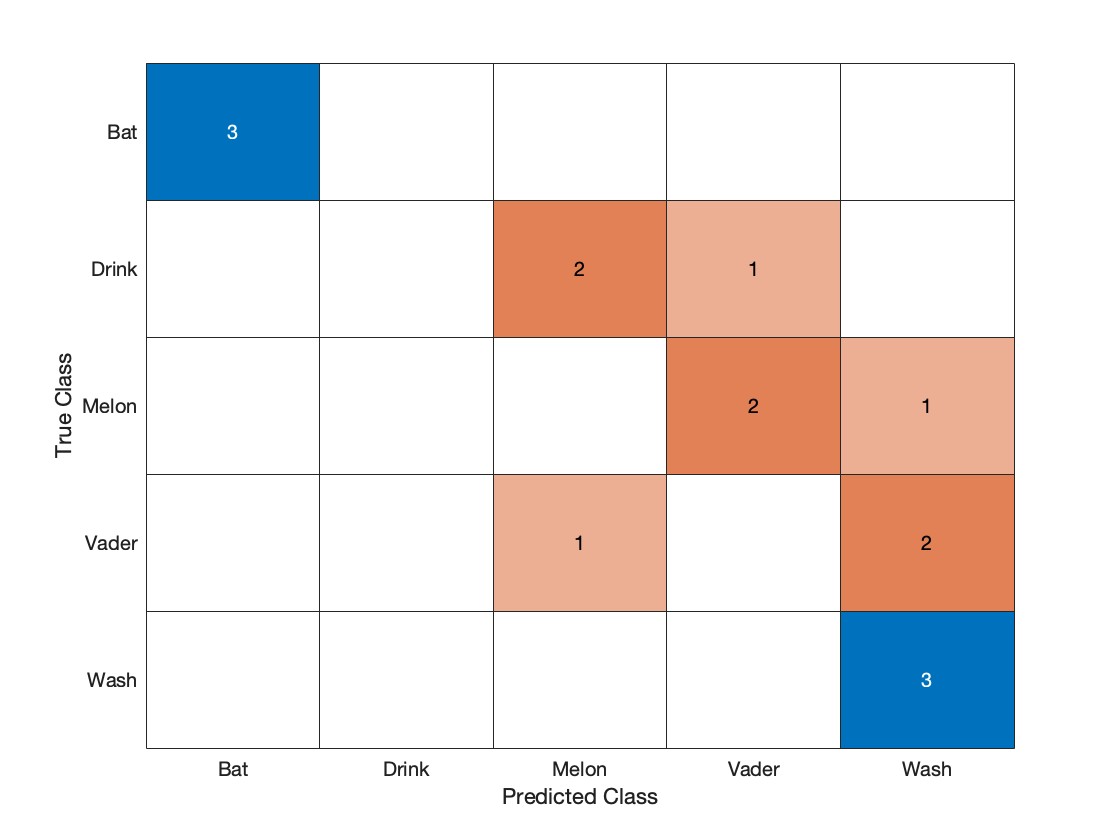 Bat 3
Drink 2 1
Melon 2 1
Vader 1 2
Wash 3
Bat Drink Melon Vader Wash
Predicted Class
True Class